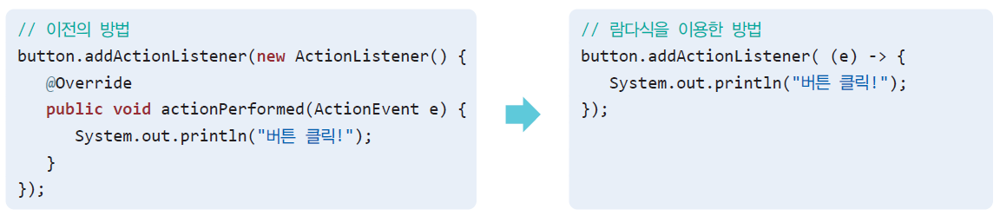 // 이전의 방법
button.addActionListener(new ActionListener() {
@Override
public void actionPerformed(ActionEvent e) {
System.out.println("버튼 클릭!");
}
});
// 람다식을 이용한 방법
button.addActionListener( (e) -> {
System.out.println("버튼 클릭!");
});